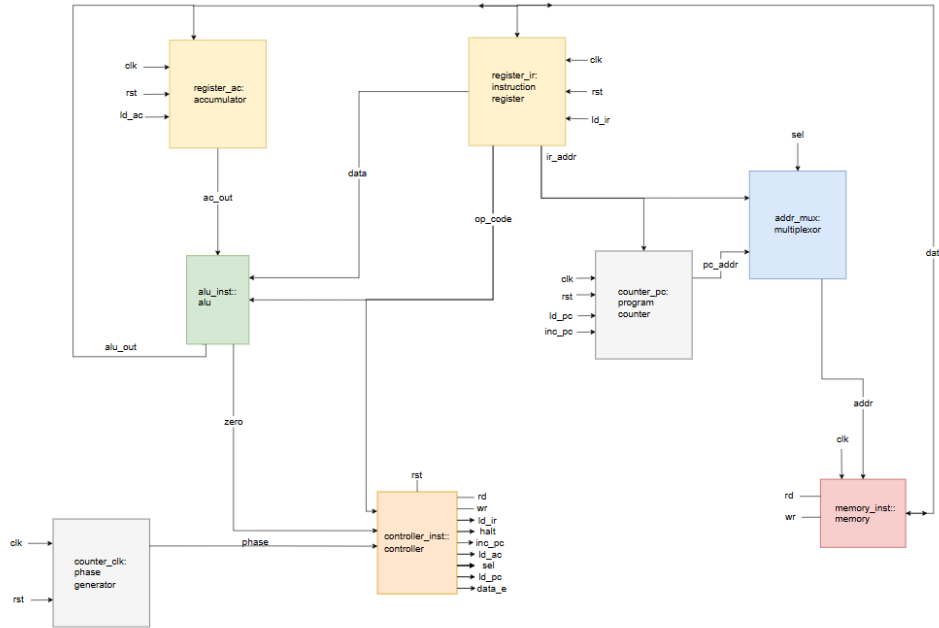 clk
rst
ld_ac
register_ac:
accumulator
register_ir:
instruction
register
clk
rst
ld_ir
ir_addr
sel
data
ac_out
op_code
addr_mux:
multiplexor
pc_addr
dat
clk
rst
ld_pc
inc_pc
counter_pc:
program
counter
alu_inst::
alu
alu_out
zero
addr
clk
rd
wr
memory_inst::
memory
rst
controller_inst::
controller
rd
wr
ld_ir
halt
inc_pc
ld_ac
sel
ld_pc
data_e
phase
clk
rst
counter_clk:
phase
generator